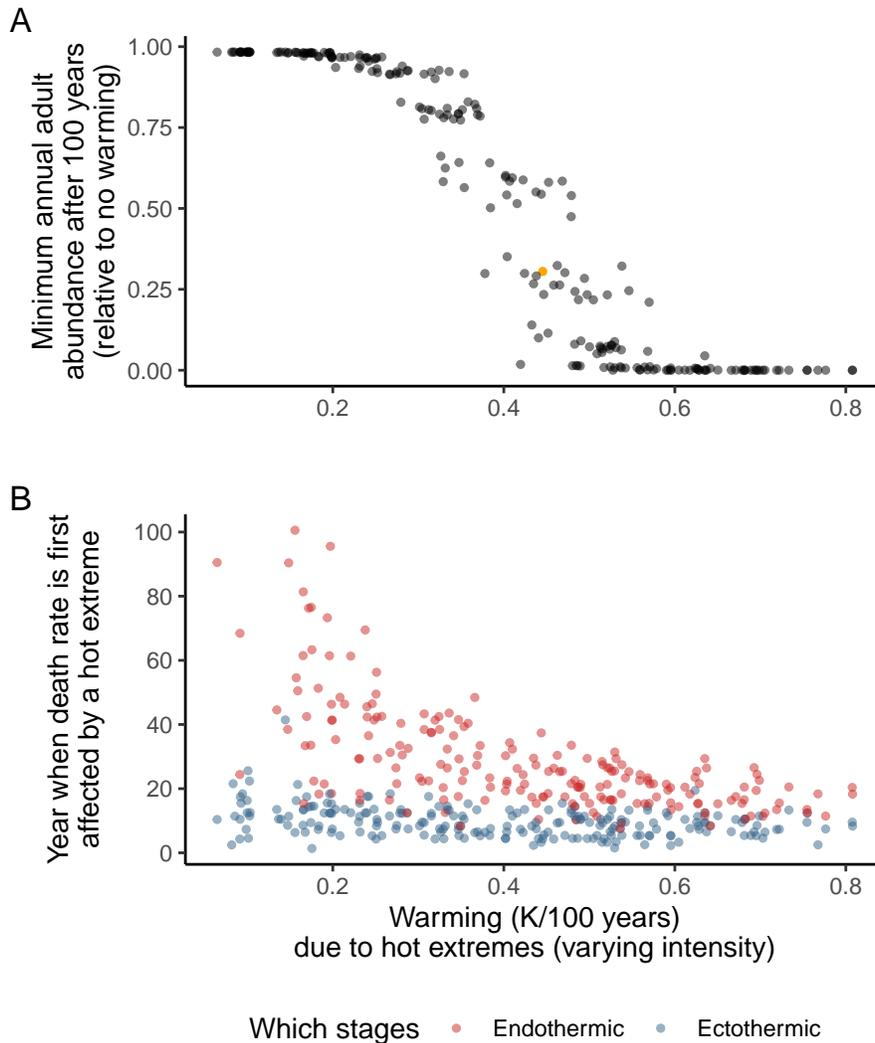 A
Minimum annual adult
abundance after 100 years
(relative to no warming)
1.00
0.75
0.50
0.25
0.00
0.2
0.4
0.6
0.8
B
Year when death rate is first
affected by a hot extreme
100
80
60
40
20
0
0.2
0.4
0.6
0.8
Warming (K/100 years)
due to hot extremes (varying intensity)
Which stages
Endothermic
Ectothermic